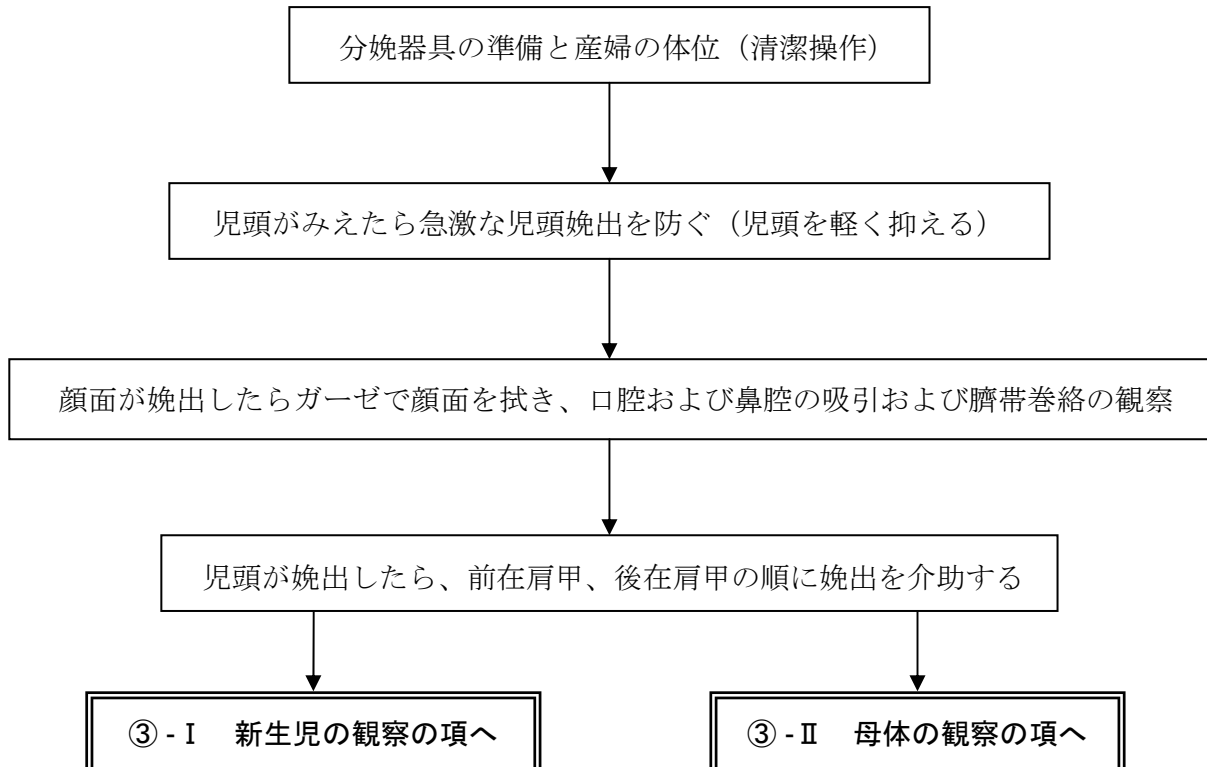 分娩器具の準備と産婦の体位（清潔操作）
児頭がみえたら急激な児頭娩出を防ぐ（児頭を軽く抑える）
顔面が娩出したらガーゼで顔面を拭き、口腔および鼻腔の吸引および臍帯巻絡の観察
児頭が娩出したら、前在肩甲、後在肩甲の順に娩出を介助する
③-Ⅰ　新生児の観察の項へ
③-Ⅱ　母体の観察の項へ